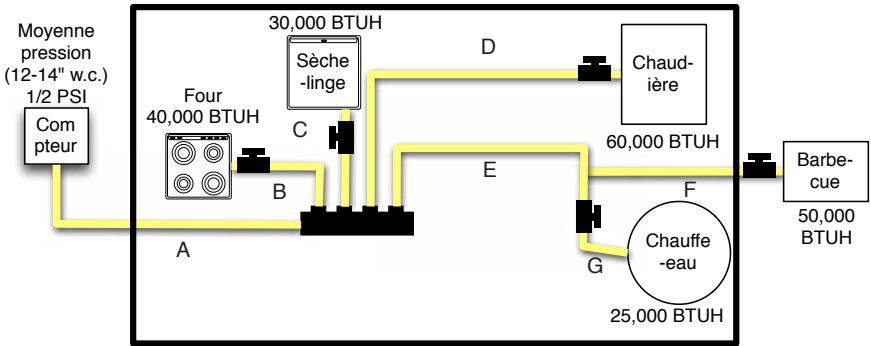 Moyenne
pression
(12-14" w.c.)
1/2 PSI
Com
pteur
A
Four
40,000 BTUH
B
30,000 BTUH
Sèche
-linge
C
D
Chaud-
ière
60,000 BTUH
E
F
Barbe-
cue
50,000
BTUH
G
Chauffe
-eau
25,000 BTUH